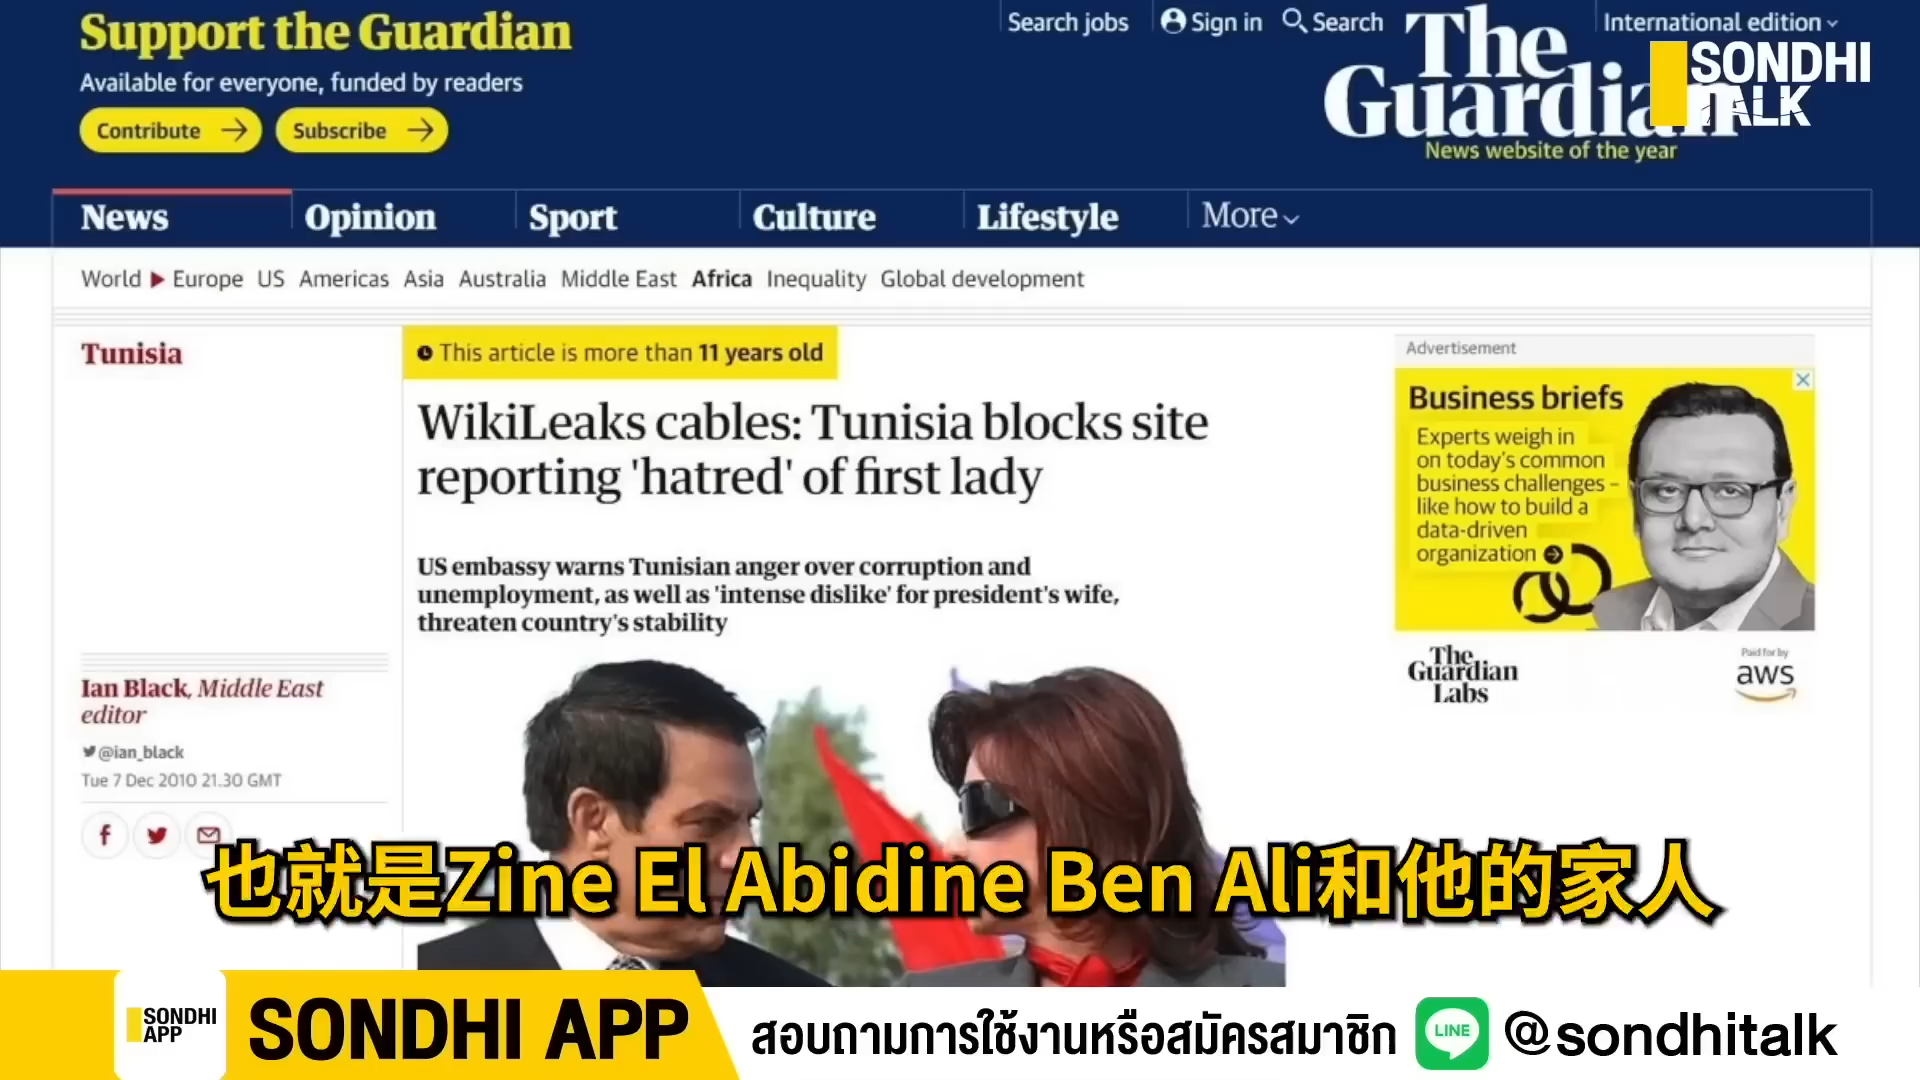 Support the Guardian
Available for everyone, funded by readers
Contribute
Subscribe
Search jobs
Sign in
Search
International edition
The
Guardian
News website of the year
SONDHI
TALK
News
Opinion
Sport
Culture
Lifestyle
More
World
Europe
US
Americas
Asia
Australia
Middle East
Africa
Inequality
Global development
Tunisia
This article is more than 11 years old
WikiLeaks cables: Tunisia blocks site
reporting 'hatred' of first lady
US embassy warns Tunisian anger over corruption and
unemployment, as well as 'intense dislike' for president's wife,
threaten country's stability
Ian Black, Middle East
editor
@ian_black
Tue 7 Dec 2010 21.30 GMT
Advertisement
Business briefs
Experts weigh in
on today's common
business challenges –
like how to build a
data-driven
organization
The
Guardian
Labs
Paid for by
aws
也就是Zine El Abidine Ben Ali和他的家人
SONDHI
APP
SONDHI APP
สอบถามการใช้งานหรือสมัครสมาชิก
LINE
@sondhitalk